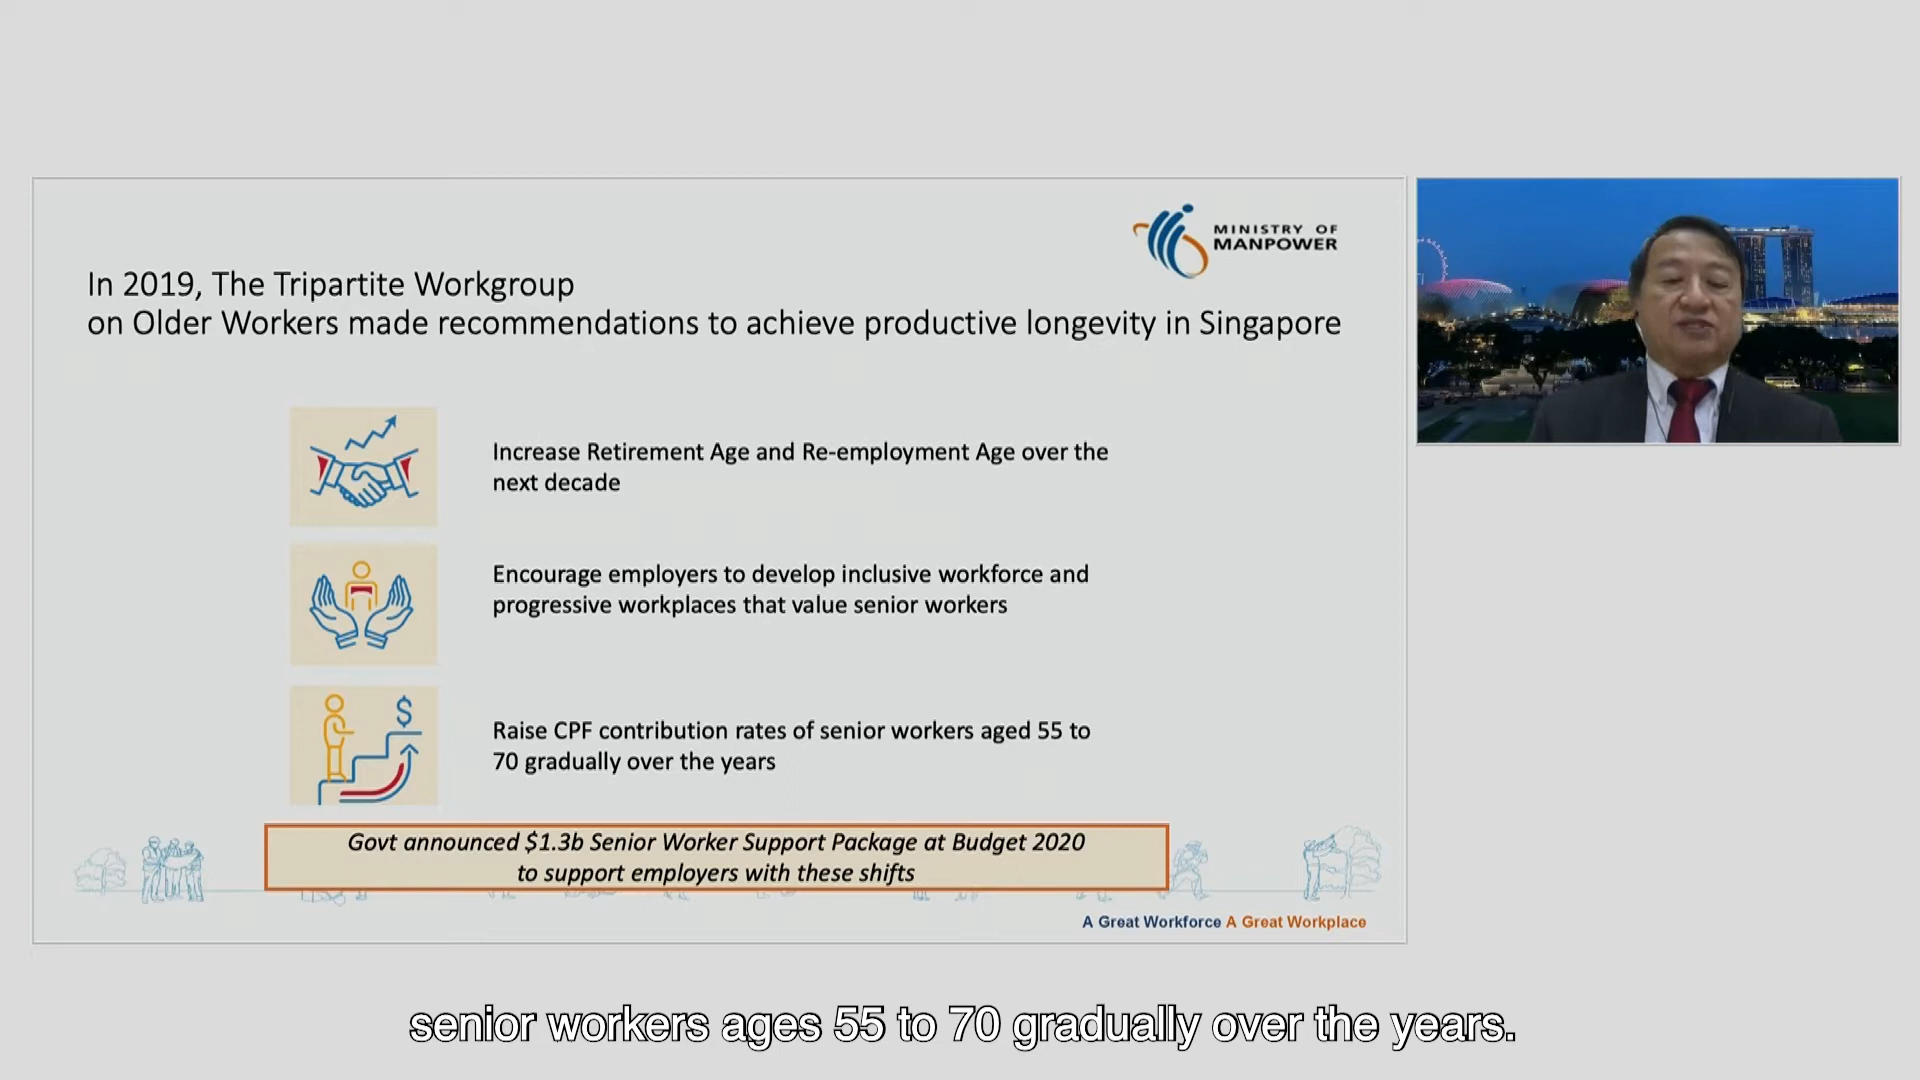 MINISTRY OF
MANPOWER
In 2019, The Tripartite Workgroup
on Older Workers made recommendations to achieve productive longevity in Singapore
Increase Retirement Age and Re-employment Age over the
next decade
Encourage employers to develop inclusive workforce and
progressive workplaces that value senior workers
$
Raise CPF contribution rates of senior workers aged 55 to
70 gradually over the years
Govt announced $1.3b Senior Worker Support Package at Budget 2020
to support employers with these shifts
A Great Workforce A Great Workplace
senior workers ages 55 to 70 gradually over the years.